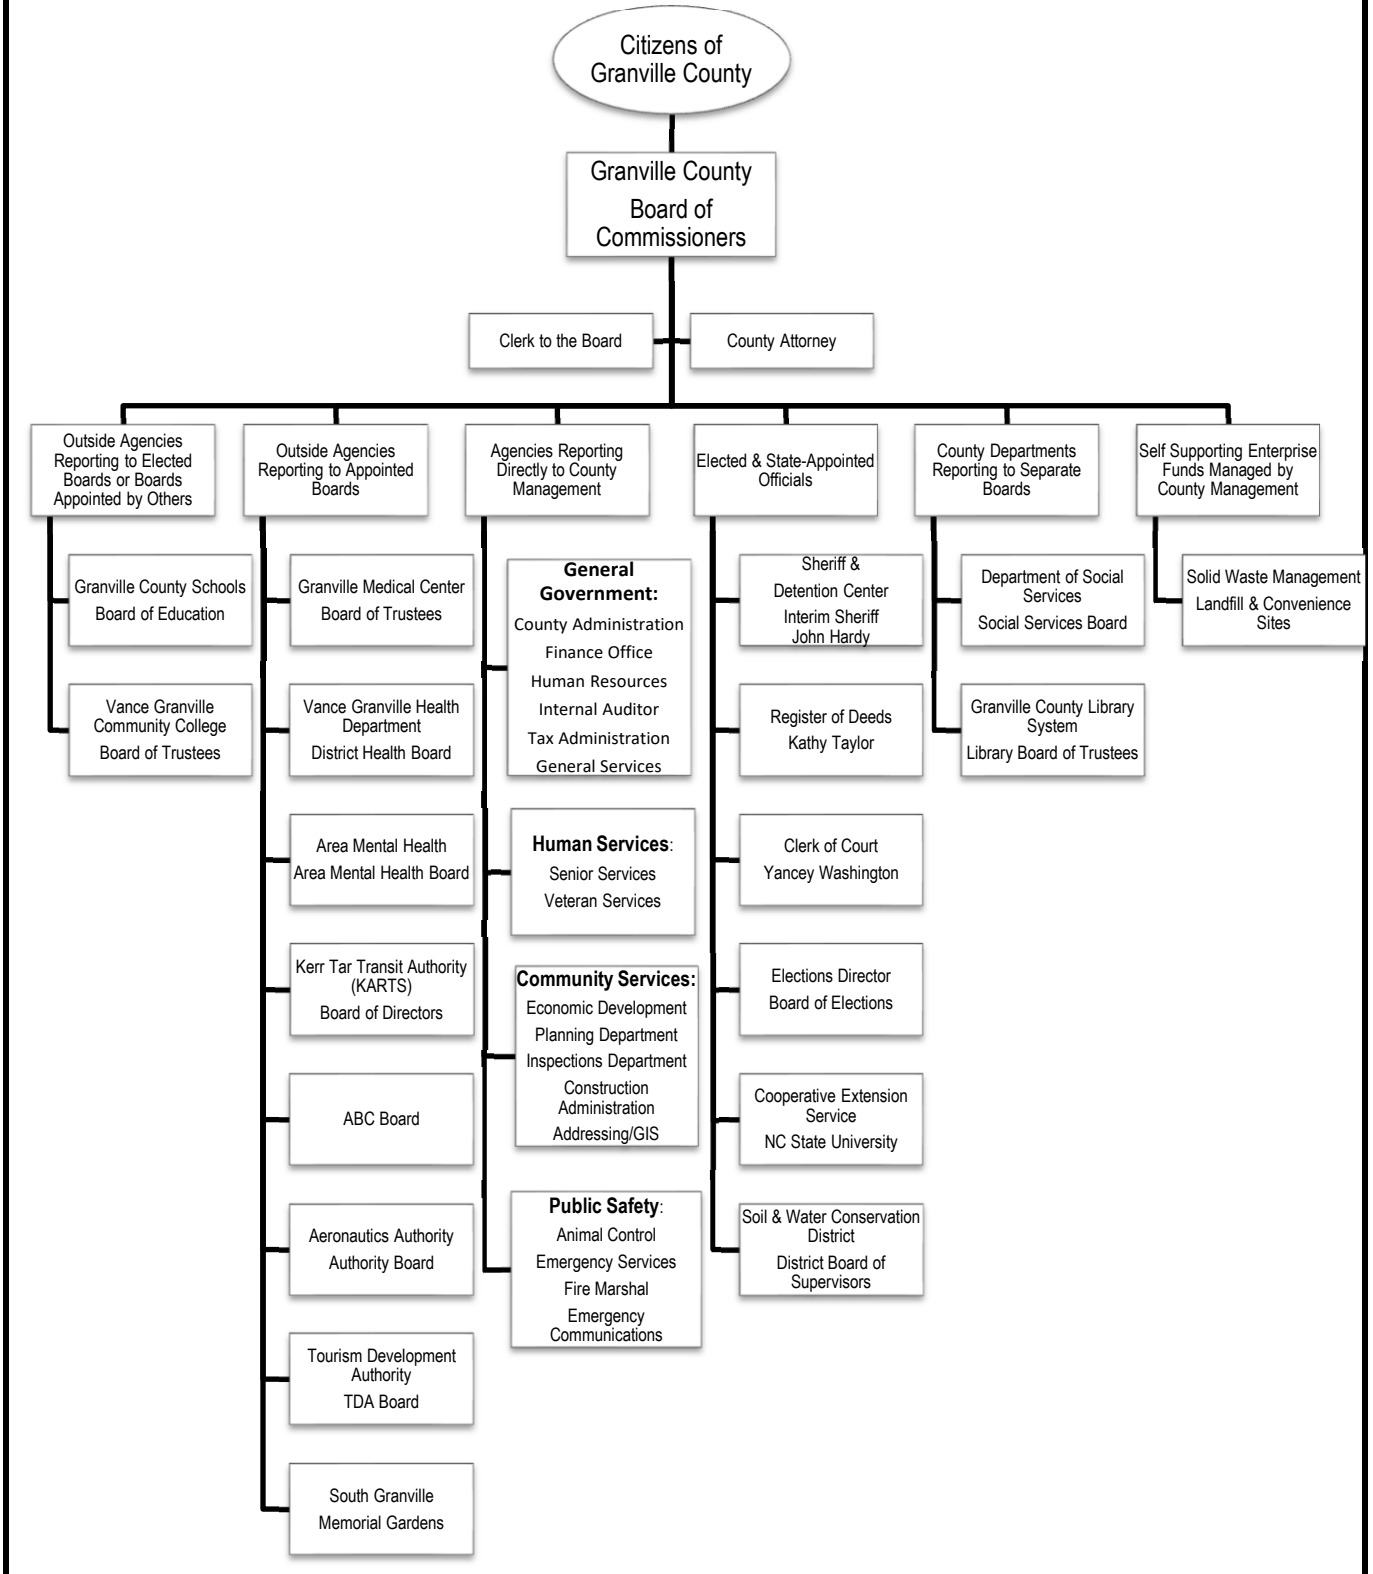 Citizens of
Granville County
Granville County
Board of
Commissioners
Clerk to the Board
County Attorney
Outside Agencies
Reporting to Elected
Boards or Boards
Appointed by Others
Granville County Schools
Board of Education
Vance Granville
Community College
Board of Trustees
Outside Agencies
Reporting to Appointed
Boards
Granville Medical Center
Board of Trustees
Vance Granville Health
Department
District Health Board
Area Mental Health
Area Mental Health Board
Kerr Tar Transit Authority
(KARTS)
Board of Directors
ABC Board
Aeronautics Authority
Authority Board
Tourism Development
Authority
TDA Board
South Granville
Memorial Gardens
Agencies Reporting
Directly to County
Management
General
Government:
County Administration
Finance Office
Human Resources
Internal Auditor
Tax Administration
General Services
Human Services:
Senior Services
Veteran Services
Community Services:
Economic Development
Planning Department
Inspections Department
Construction
Administration
Addressing/GIS
Public Safety:
Animal Control
Emergency Services
Fire Marshal
Emergency
Communications
Elected & State-Appointed
Officials
Sheriff &
Detention Center
Interim Sheriff
John Hardy
Register of Deeds
Kathy Taylor
Clerk of Court
Yancey Washington
Elections Director
Board of Elections
Cooperative Extension
Service
NC State University
Soil & Water Conservation
District
District Board of
Supervisors
County Departments
Reporting to Separate
Boards
Department of Social
Services
Social Services Board
Granville County Library
System
Library Board of Trustees
Self Supporting Enterprise
Funds Managed by
County Management
Solid Waste Management
Landfill & Convenience
Sites